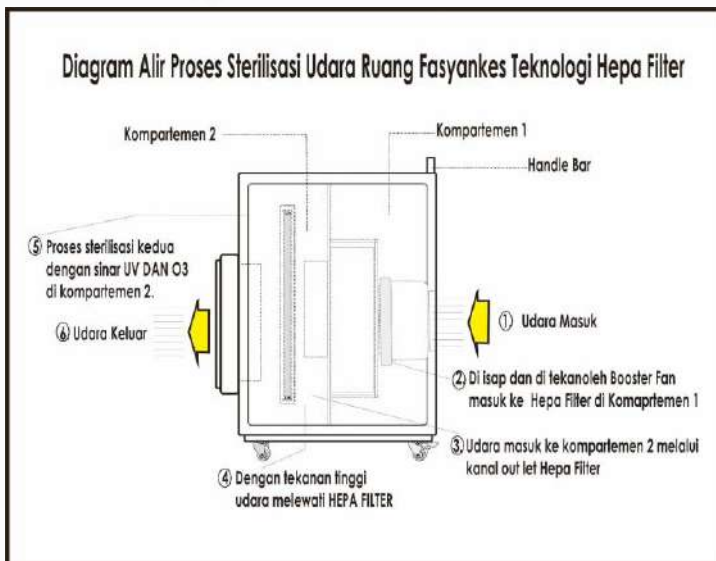 Diagram Alir Proses Sterilisasi Udara Ruang Fasyankes Teknologi Hepa Filter
Kompartemen 2
Kompartemen 1
Handle Bar
① Udara Masuk
② Di isap dan di tekanoleh Booster Fan
masuk ke Hepa Filter di Komaprtemen 1
③ Udara masuk ke kompartemen 2 melalui
kanal out let Hepa Filter
④ Dengan tekanan tinggi
udara melewati HEPA FILTER
⑤ Proses sterilisasi kedua
dengan sinar UV DAN O3
di kompartemen 2.
⑥ Udara Keluar